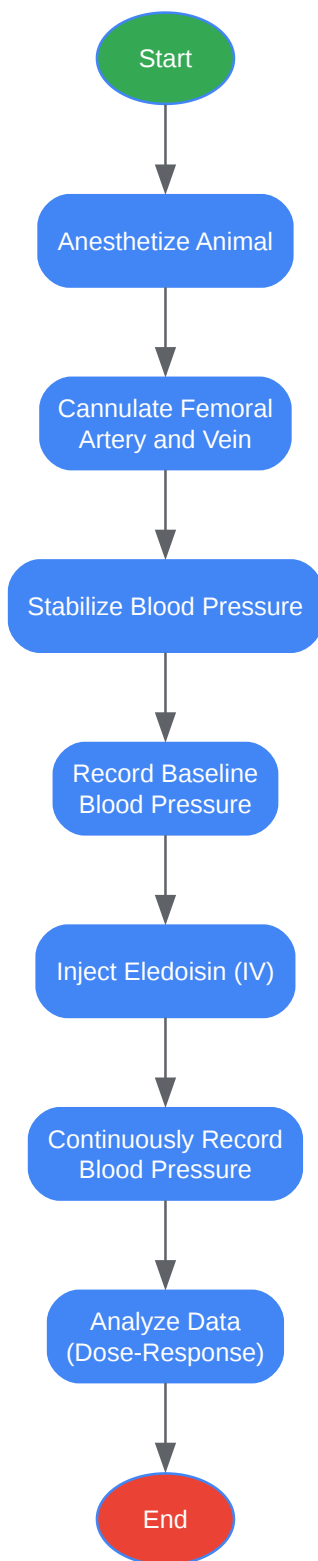 Start
Anesthetize Animal
Cannulate Femoral
Artery and Vein
Stabilize Blood Pressure
Record Baseline
Blood Pressure
Inject Eledoisin (IV)
Continuously Record
Blood Pressure
Analyze Data
(Dose-Response)
End